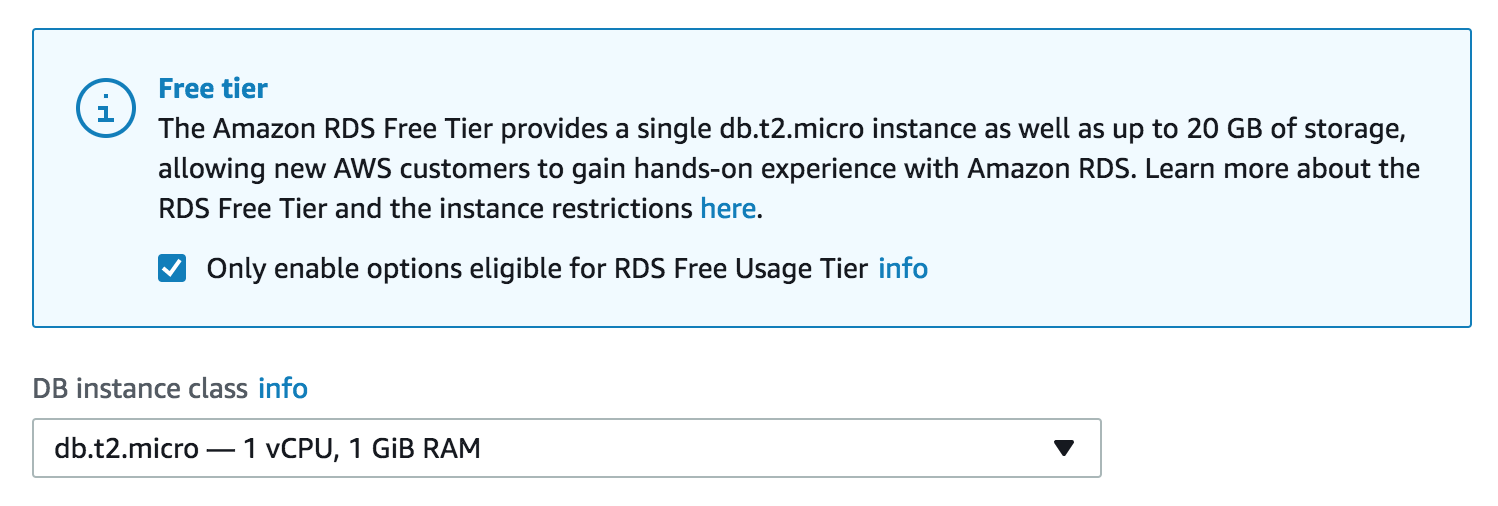 Free tier
The Amazon RDS Free Tier provides a single db.t2.micro instance as well as up to 20 GB of storage,
allowing new AWS customers to gain hands-on experience with Amazon RDS. Learn more about the
RDS Free Tier and the instance restrictions here.
Only enable options eligible for RDS Free Usage Tier info
DB instance class info
db.t2.micro — 1 vCPU, 1 GiB RAM